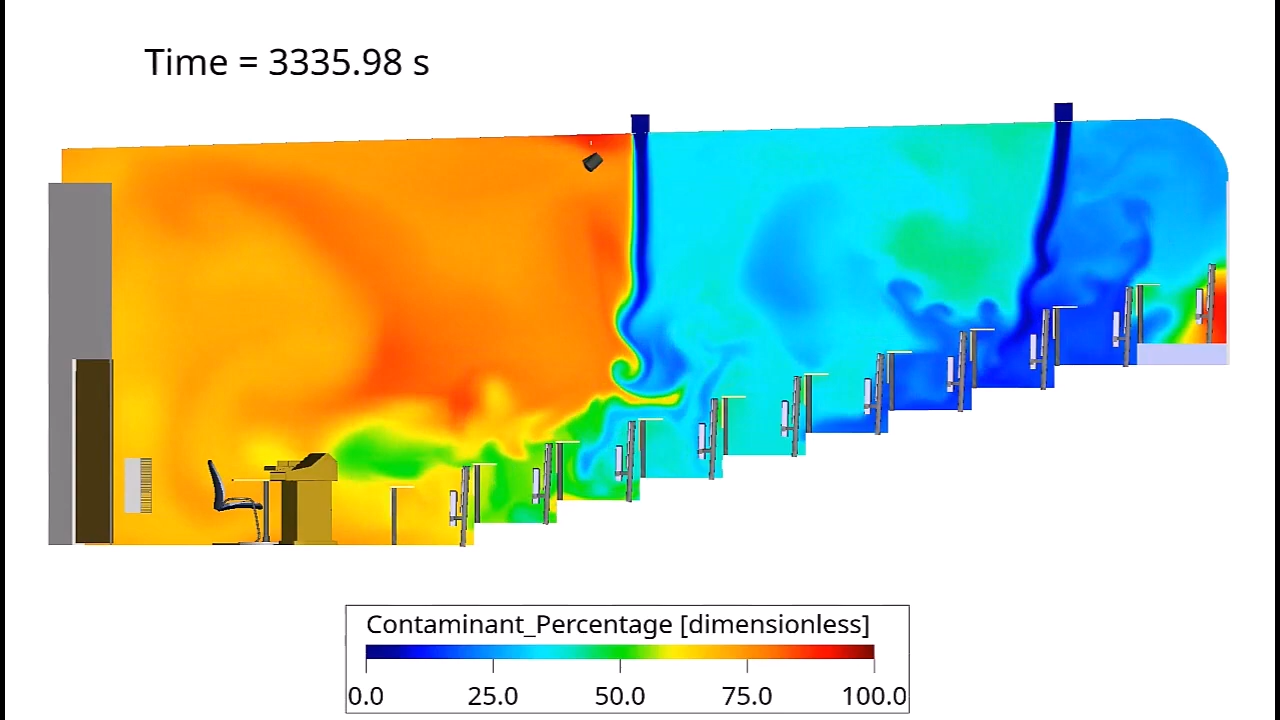 Time = 3335.98 s
Contaminant_Percentage [dimensionless]
0.0 25.0 50.0 75.0 100.0